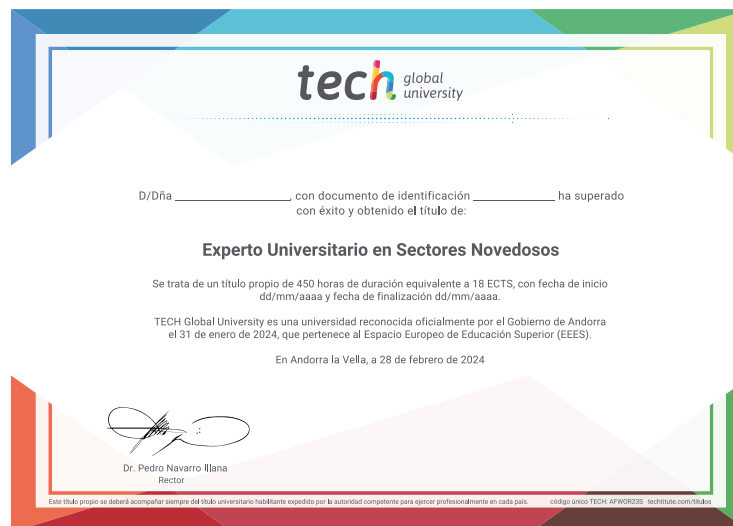 tech global university
D/Dña ____________, con documento de identificación ____________ ha superado
con éxito y obtenido el título de:
Experto Universitario en Sectores Novedosos
Se trata de un título propio de 450 horas de duración equivalente a 18 ECTS, con fecha de inicio
dd/mm/aaaa y fecha de finalización dd/mm/aaaa.
TECH Global University es una universidad reconocida oficialmente por el Gobierno de Andorra
el 31 de enero de 2024, que pertenece al Espacio Europeo de Educación Superior (EEES).
En Andorra la Vella, a 28 de febrero de 2024
Dr. Pedro Navarro Illana
Rector
Este título propio se deberá acompañar siempre del título universitario habilitante expedido por la autoridad competente para ejercer profesionalmente en cada país. código único TECH: AFWOR23S techtitute.com/titulos